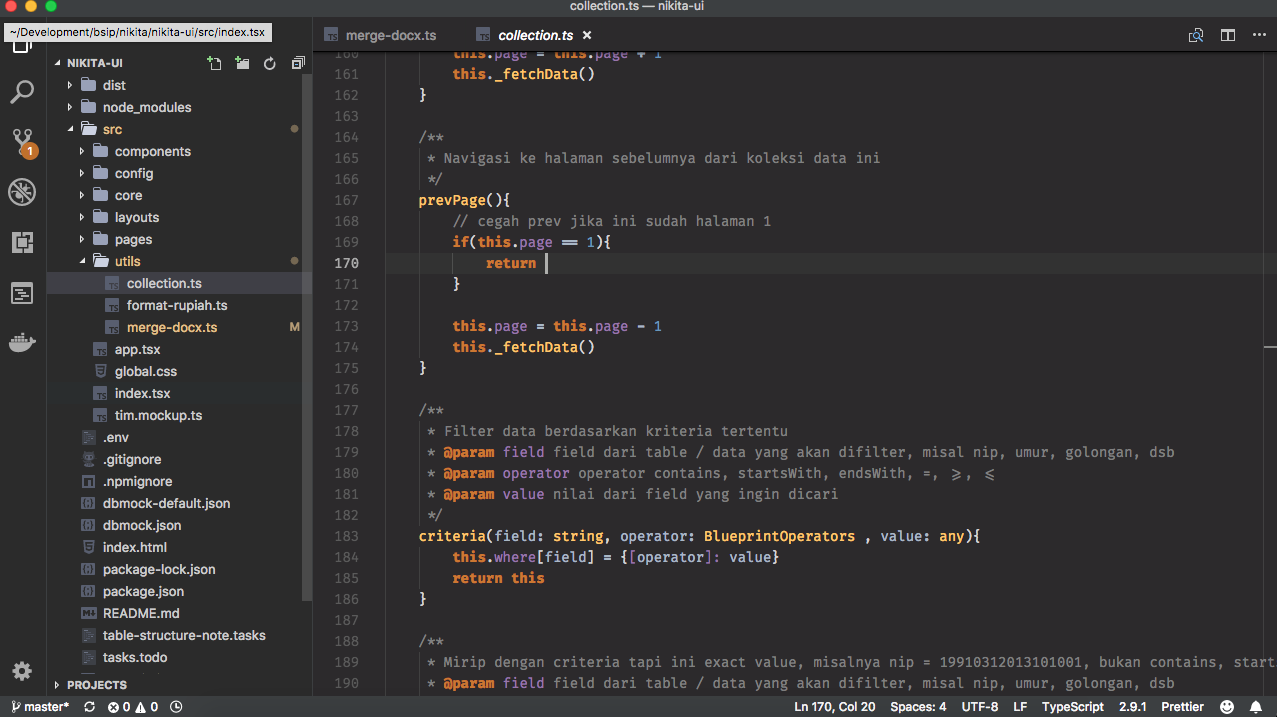 collection.ts — nikita-ui
~/Development/bsip/nikita/nikita-ui/src/index.tsx
merge-docx.ts
collection.ts ×
NIKITA-UI
dist
node_modules
src
components
config
core
layouts
pages
utils
collection.ts
format-rupiah.ts
merge-docx.ts M
app.tsx
global.css
index.tsx
tim.mockup.ts
.env
.gitignore
.npmignore
dbmock-default.json
dbmock.json
index.html
package-lock.json
package.json
README.md
table-structure-note.tasks
tasks.todo
PROJECTS
1
160 this.page = this.page + 1
161 this._fetchData()
162 }
163
164 /**
165 * Navigasi ke halaman sebelumnya dari koleksi data ini
166 */
167 prevPage(){
168 // cegah prev jika ini sudah halaman 1
169 if(this.page == 1){
170 return
171 }
172
173 this.page = this.page - 1
174 this._fetchData()
175 }
176
177 /**
178 * Filter data berdasarkan kriteria tertentu
179 * @param field field dari table / data yang akan difilter, misal nip, umur, golongan, dsb
180 * @param operator operator contains, startsWith, endsWith, =, ⩾, ⩽
181 * @param value nilai dari field yang ingin dicari
182 */
183 criteria(field: string, operator: BlueprintOperators , value: any){
184 this.where[field] = {[operator]: value}
185 return this
186 }
187
188 /**
189 * Mirip dengan criteria tapi ini exact value, misalnya nip = 19910312013101001, bukan contains, start
190 * @param field field dari table / data yang akan difilter, misal nip, umur, golongan, dsb
master* 0 0 Ln 170, Col 20 Spaces: 4 UTF-8 LF TypeScript 2.9.1 Prettier